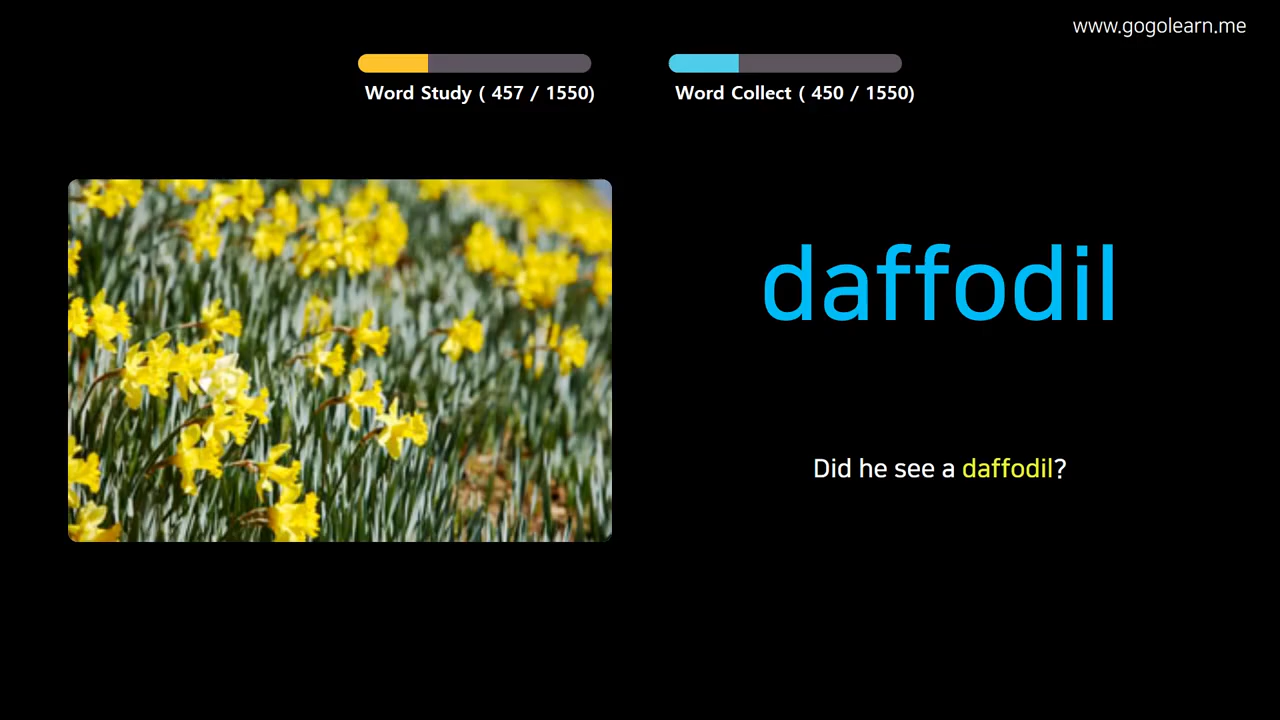 www.gogolearn.me
Word Study ( 457 / 1550)
Word Collect ( 450 / 1550)
daffodil
Did he see a daffodil?